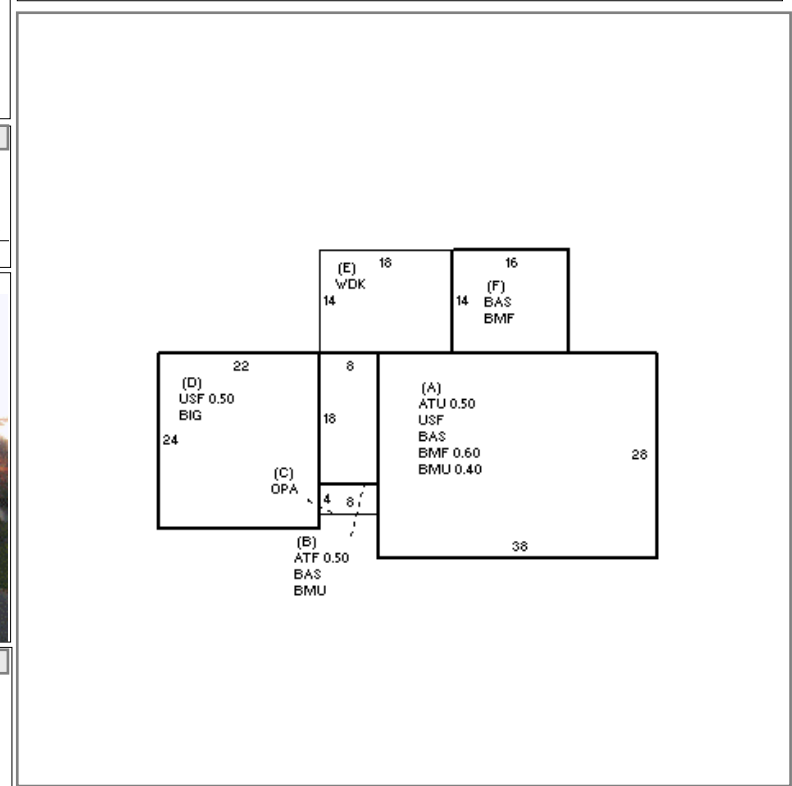 (E)
18
WDK
14
16
(F)
14
BAS
BMF
22
(D)
USF 0.50
BIG
24
8
18
(A)
ATU 0.50
USF
BAS
BMF 0.60
BMU 0.40
28
38
(C)
OPA
4
8
(B)
ATF 0.50
BAS
BMU